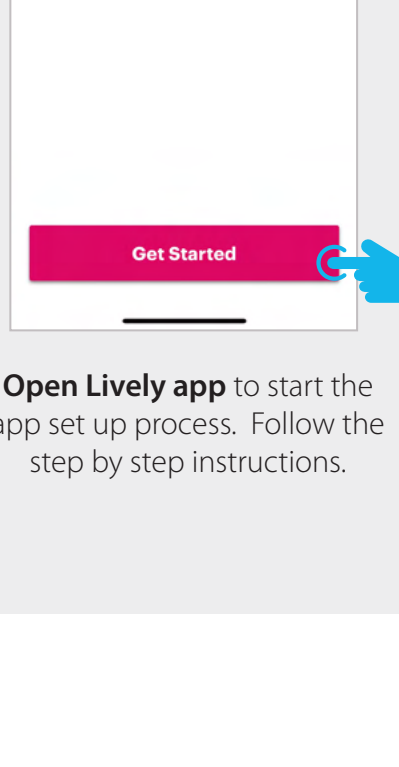 Get Started
Open Lively app to start the
app set up process. Follow the
step by step instructions.